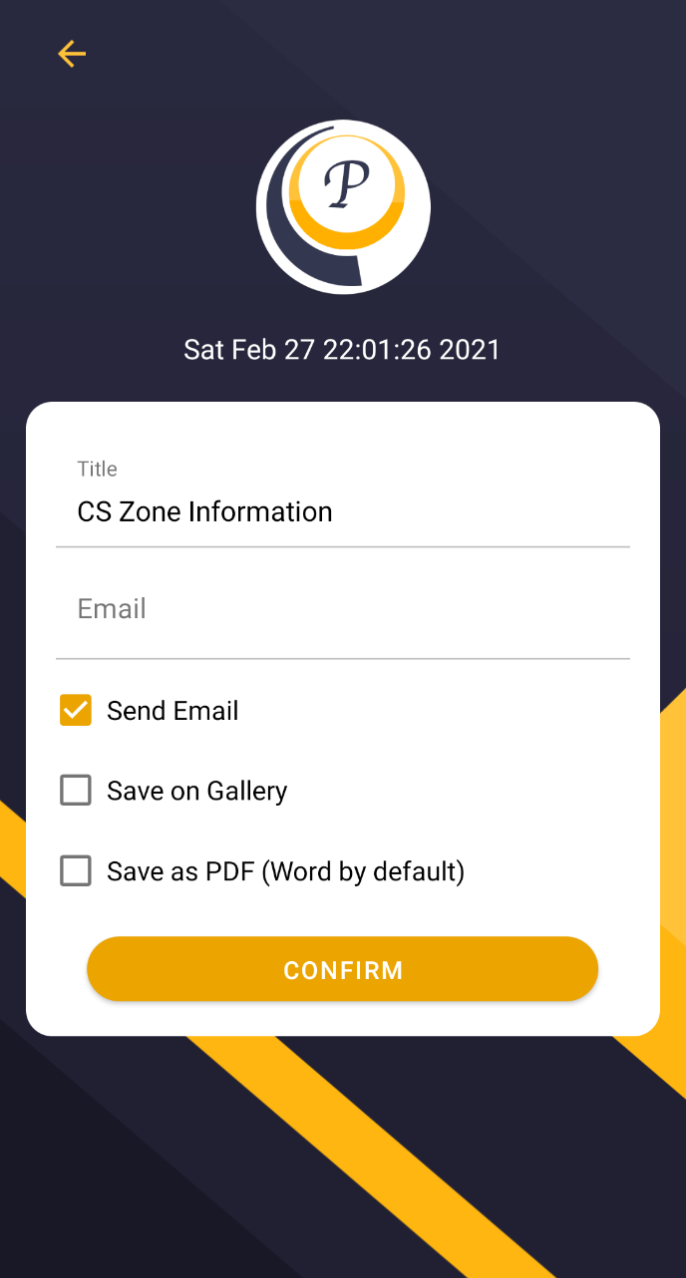 P
Sat Feb 27 22:01:26 2021
Title
CS Zone Information
Email
Send Email
Save on Gallery
Save as PDF (Word by default)
CONFIRM